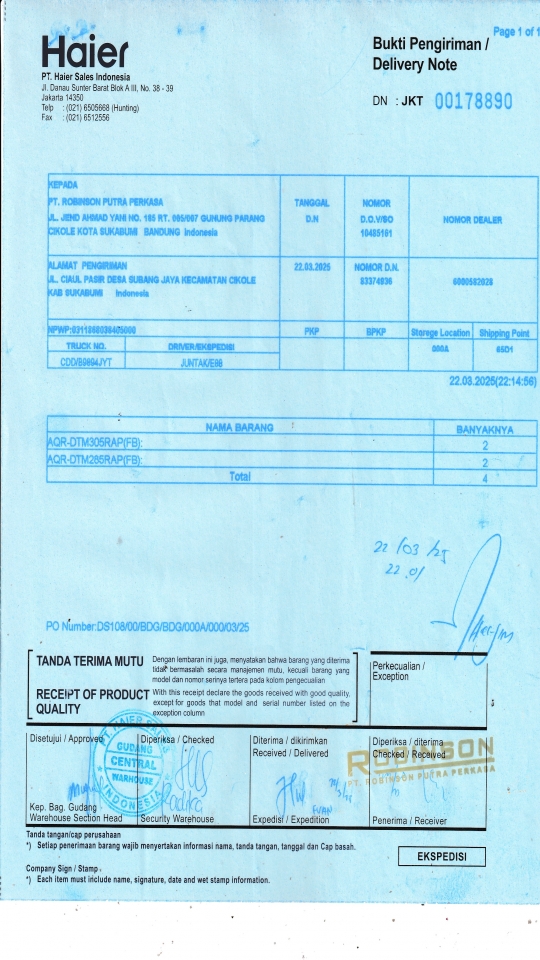 Page 1 of 1
Haier
PT. Haier Sales Indonesia
Jl. Danau Sunter Barat Blok A III, No. 38 - 39
Jakarta 14350
Telp : (021) 6505668 (Hunting)
Fax : (021) 6512556
Bukti Pengiriman /
Delivery Note
DN : JKT 00178890
KEPADA
PT. ROBINSON PUTRA PERKASA
JL. JEND AHMAD YANI NO. 185 RT. 005/007 GUNUNG PARANG
CIKOLE KOTA SUKABUMI BANDUNG Indonesia
TANGGAL
D.N
NOMOR
D.O.V/SO
10485161
NOMOR DEALER
ALAMAT PENGIRIMAN
JL. CIAUL PASIR DESA SUBANG JAYA KECAMATAN CIKOLE
KAB SUKABUMI Indonesia
22.03.2025
NOMOR D.N.
83374936
6000582028
PKP
BPKP
Storage Location
Shipping Point
TRUCK NO.
DRIVER/EKSPEDISI
000A
6SD1
CDD/B9894JYT
JUNTAK/E98
22.03.2025(22:14:56)
NAMA BARANG
BANYAKNYA
AQR-DTM305RAP(FB):
2
AQR-DTM265RAP(FB):
2
Total
4
22/03/25
22.01
PO Number:DS108/00/BDG/BDG/000A/000/03/25
TANDA TERIMA MUTU
Dengan lembaran ini juga, menyatakan bahwa barang yang diterima
tidak bermasalah secara manajemen mutu, kecuali barang yang
model dan nomor serinya tertera pada kolom pengecualian
RECEIPT OF PRODUCT
QUALITY
With this receipt declare the goods received with good quality,
except for goods that model and serial number listed on the
exception column
Perkecualian /
Exception
Disetujui / Approved
Diperiksa / Checked
Diterima / dikirimkan
Received / Delivered
Diperiksa / diterima
Checked / Received
PT. HAIER SALES
GUDANG
CENTRAL
WAREHOUSE
INDONESIA
ROBINSON
PT. ROBINSON PUTRA PERKASA
Kep. Bag. Gudang
Warehouse Section Head
Security Warehouse
Expedisi / Expedition
Penerima / Receiver
Tanda tangan/cap perusahaan
*) Setiap penerimaan barang wajib menyertakan informasi nama, tanda tangan, tanggal dan Cap basah.
EKSPEDISI
Company Sign / Stamp
*) Each item must include name, signature, date and wet stamp information.